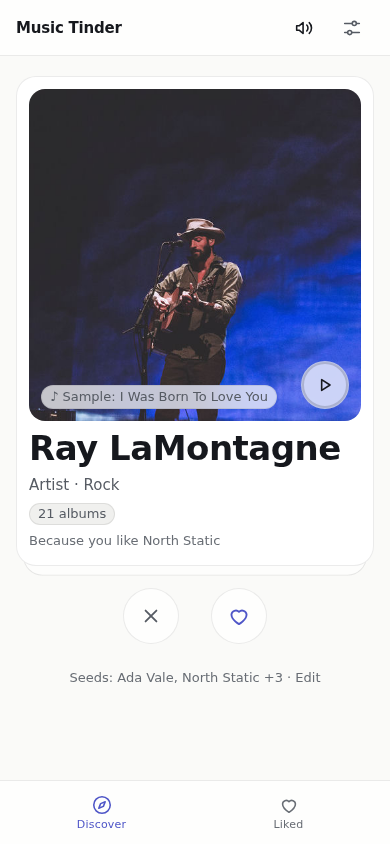 Music Tinder
♪ Sample: I Was Born To Love You
Ray LaMontagne
Artist · Rock
21 albums
Because you like North Static
Seeds: Ada Vale, North Static +3 · Edit
Discover
Liked